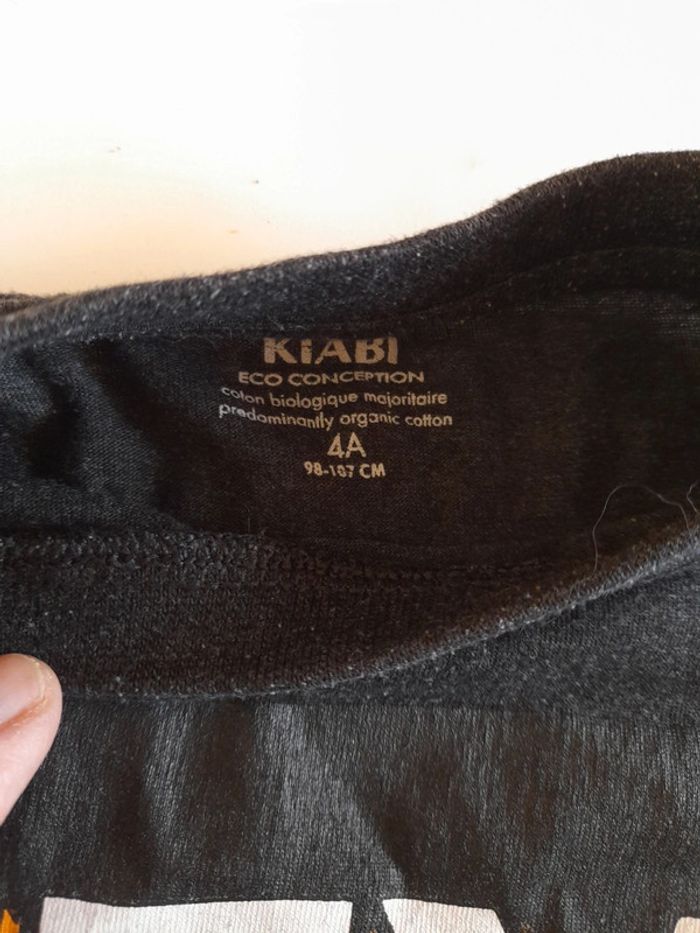 KIABI
ECO CONCEPTION
coton biologique majoritaire
predominantly organic cotton
4A
98-107 CM